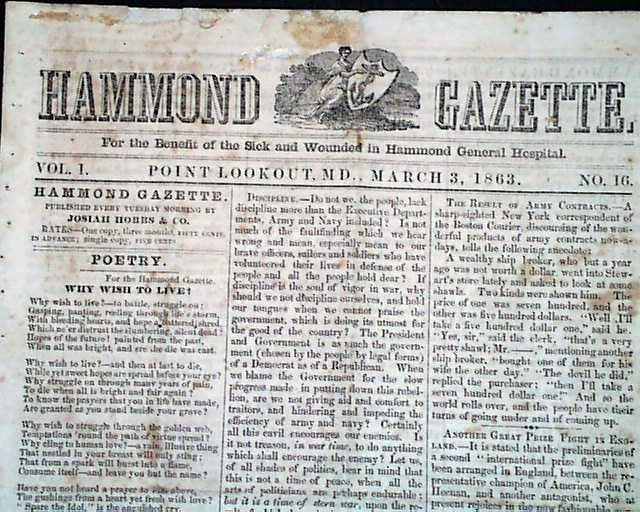 HAMMOND GAZETTE.
For the Benefit of the Sick and Wounded in Hammond General Hospital.
VOL. 1. POINT LOOKOUT, MD., MARCH 3, 1863. NO. 16.
HAMMOND GAZETTE.
PUBLISHED EVERY TUESDAY MORNING BY
JOSIAH HOBBS & CO.
RATES—One copy, three months, FIFTY CENTS,
IN ADVANCE; single copy, FIVE CENTS
POETRY.
For the Hammond Gazette.
WHY WISH TO LIVE!
Why wish to live?—to battle, struggle on;
Gasping, panting, reeling through life's storm,
With bleeding hearts, and hope a tattered shred
Which ne'er disturb the slumbering, silent dead?
Hopes of the future! painted from the past,
When all was bright, and ere the die was cast.
Why wish to live?—and then at last to die,
While yet sweet hopes are spread before your eye?
Why struggle on through many years of pain,
To die when all is bright and fair again?
To know the prayers that you in life have made,
Are granted as you stand beside your grave?
Why wish to struggle through the golden web,
Temptations 'round the path of virtue spread?
Why cling to human love?—a vain, illusive thing
That nestled in your breast will only sting;
That from a spark will burst into a flame,
Consume itself—and leave you but the name?
Have you not heard a prayer to rise above,
The gushings from a heart yet fresh with love?
"Spare the Idol," is the anguished cry
DISCIPLINE.—Do not we, the people, lack
discipline more than the Executive Depart-
ments, Army and Navy included? Is not
much of the faultfinding which we hear
wrong and mean, especially mean to our
brave officers, sailors and soldiers who have
volunteered their lives in defense of the
people and all the people hold dear? If
discipline is the soul of vigor in war, why
should we not discipline ourselves, and hold
our tongues when we cannot praise the
government, which is doing its utmost for
the good of the country? The President
and Government is as much the govern-
ment (chosen by the people by legal forms)
of a Democrat as of a Republican. When
we blame the Government for the slow
progress made in putting down this rebel-
lion, are we not giving aid and comfort to
traitors, and hindering and impeding the
efficiency of army and navy? Certainly
all this cavil encourages our enemies. Is
it not treason, in war time, to do anything
which shall encourage the enemy? Let us,
of all shades of politics, bear in mind that
this is not a time of peace, when all the
arts of politicians are perhaps endurable;
but it is a time of stern war, upon the re-
THE RESULT OF ARMY CONTRACTS.—A
sharp-sighted New York correspondent of
the Boston Courier, discoursing of the won-
derful products of army contracts now-a-
days, tells the following anecdote:
A wealthy ship broker, who but a year
ago was not worth a dollar, went into Stew-
art's store lately and asked to look at some
shawls. Two kinds were shown him. The
price of one was seven hundred, and the
other was five hundred dollars. "Well, I'll
take a five hundred dollar one," said he.
"Yes, sir," said the clerk, "that's a very
pretty shawl; Mr. ——," mentioning another
ship broker, "bought one of them for his
wife the other day." "The devil he did,"
replied the purchaser; "then I'll take a
seven hundred dollar one." And so the
world rolls over, and the people have their
turns of going under and of coming up.
ANOTHER GREAT PRIZE FIGHT IN ENG-
LAND.—It is stated that the preliminaries of
a second "international prize fight" have
been arranged in England, between the re-
presentative champion of America, John C.
Heenan, and another antagonist, who at
present rejoices in the